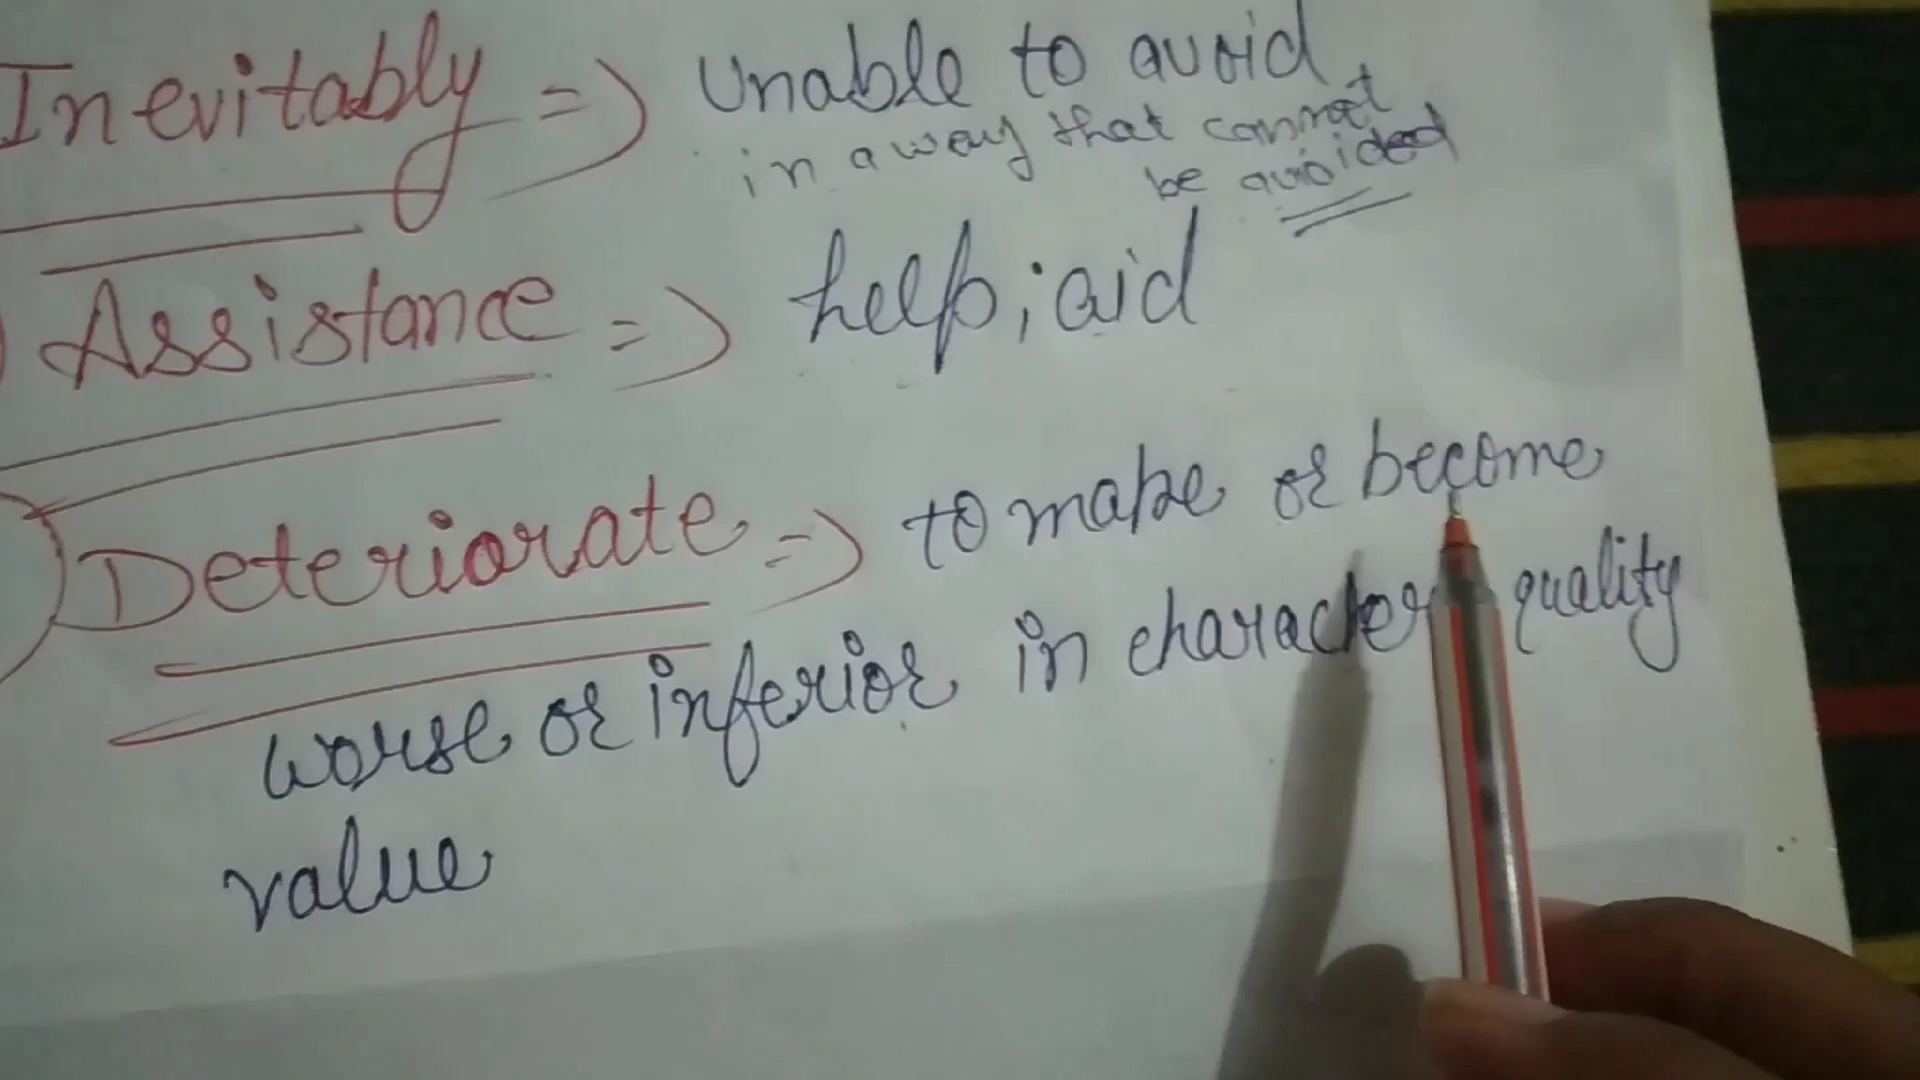 Inevitably => Unable to avoid
in a way that cannot
be avoided
Assistance => help; aid
Deteriorate => to make or become
worse or inferior in character quality
value